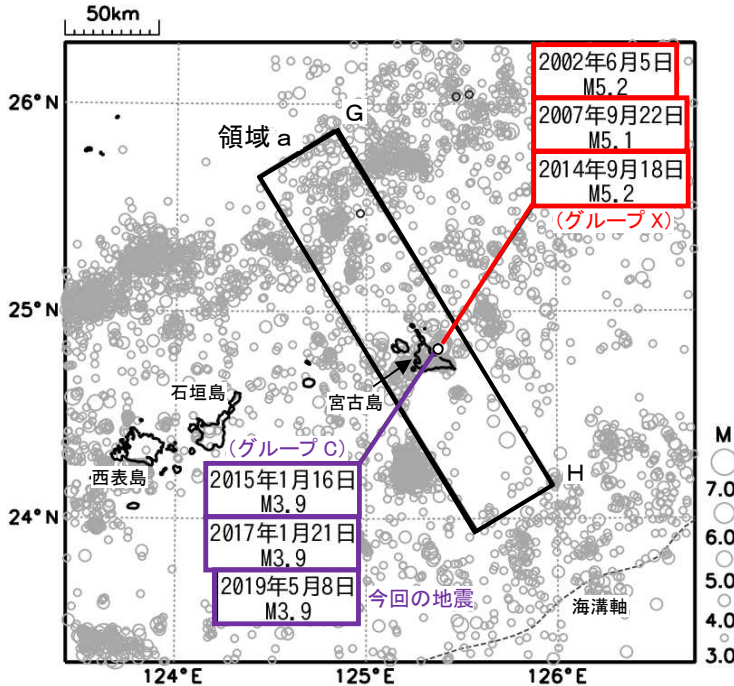 50km
26°N
25°N
24°N
124°E
125°E
126°E
領域a
G
H
2002年6月5日
M5.2
2007年9月22日
M5.1
2014年9月18日
M5.2
(グループX)
石垣島
西表島
宮古島
(グループC)
2015年1月16日
M3.9
2017年1月21日
M3.9
2019年5月8日
M3.9
今回の地震
海溝軸
M
7.0
6.0
5.0
4.0
3.0